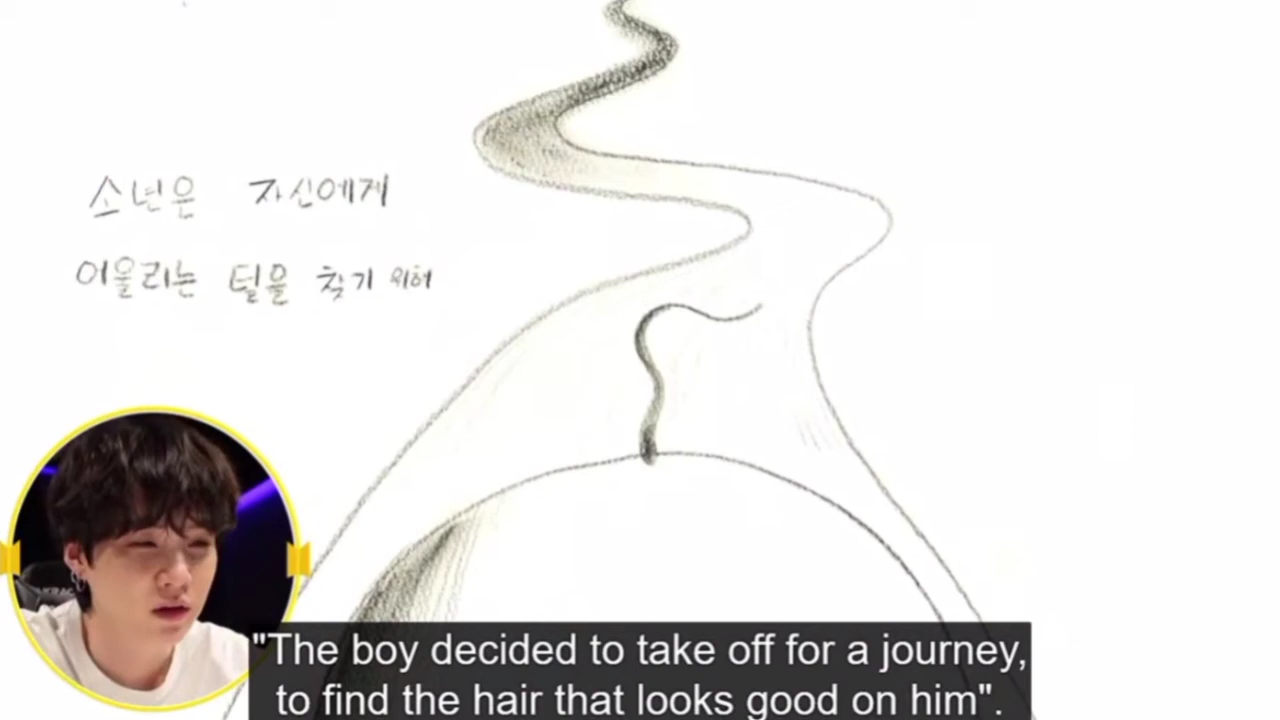 소년은 자신에게
어울리는 털을 찾기 위해
"The boy decided to take off for a journey,
to find the hair that looks good on him".